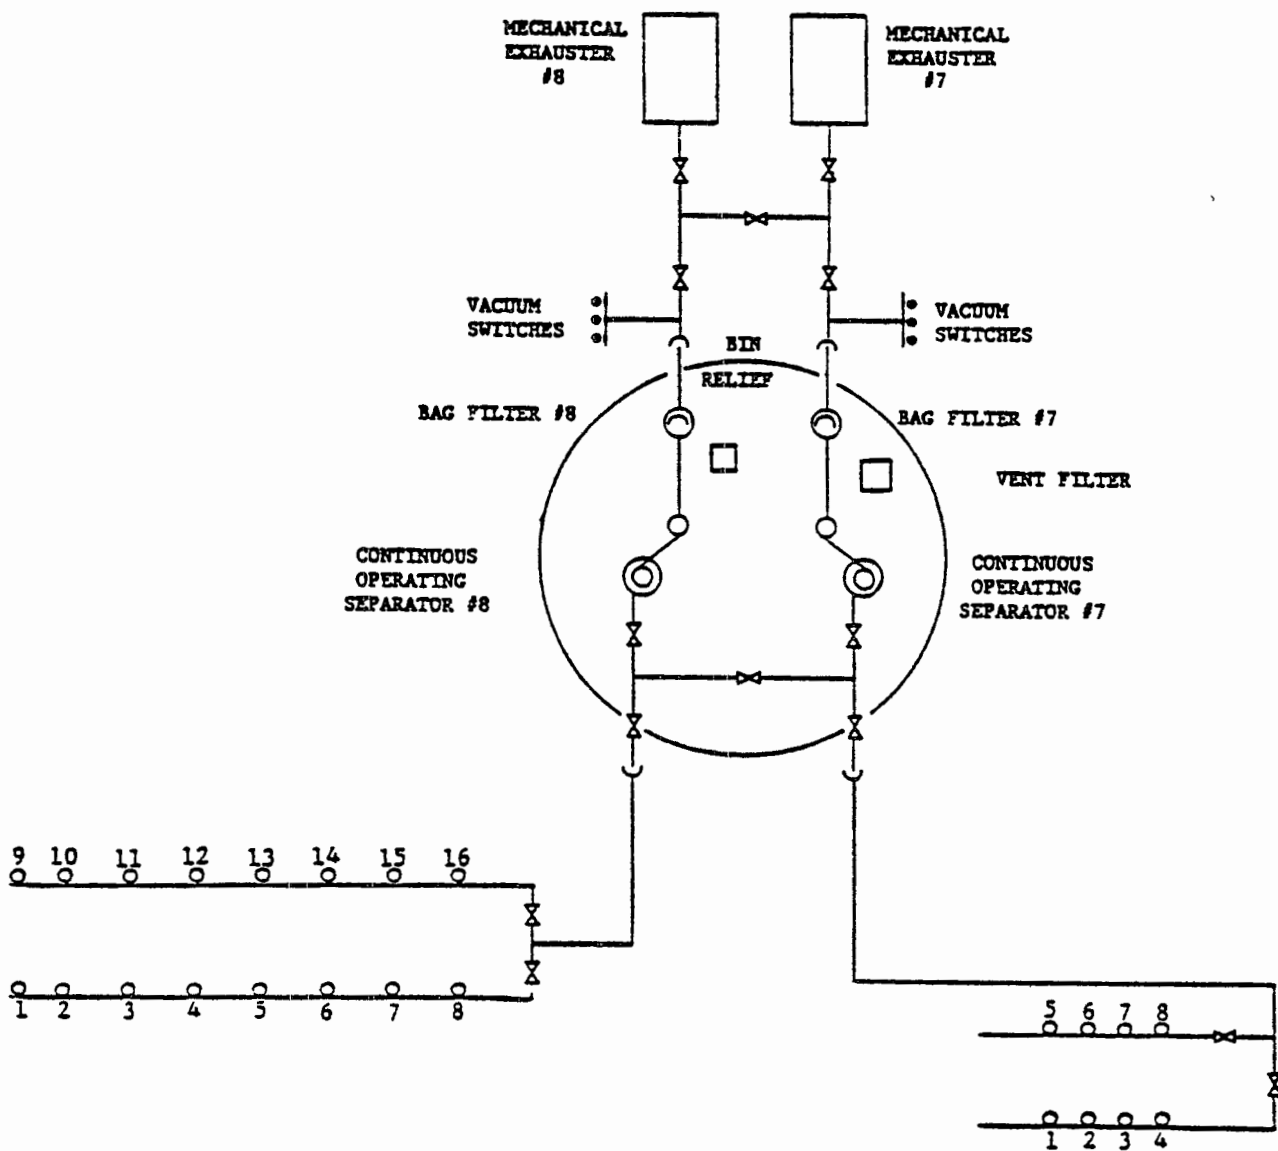 MECHANICAL
EXHAUSTER
#8
MECHANICAL
EXHAUSTER
#7
VACUUM
SWITCHES
VACUUM
SWITCHES
BIN
RELIEF
BAG FILTER #8
BAG FILTER #7
VENT FILTER
CONTINUOUS
OPERATING
SEPARATOR #8
CONTINUOUS
OPERATING
SEPARATOR #7
9 10 11 12 13 14 15 16
1 2 3 4 5 6 7 8
5 6 7 8
1 2 3 4